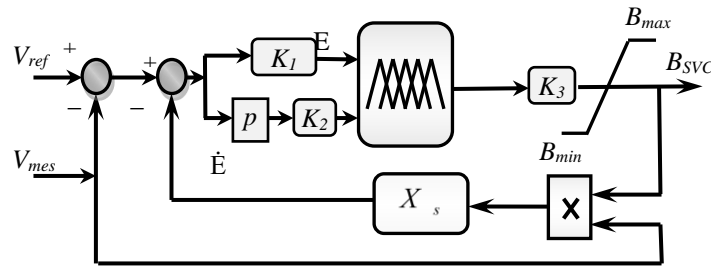 B_max
V_ref
+
+
K_1
E
B_SVC
−
−
K_3
p
K_2
B_min
V_mes
Ė
X_s
X